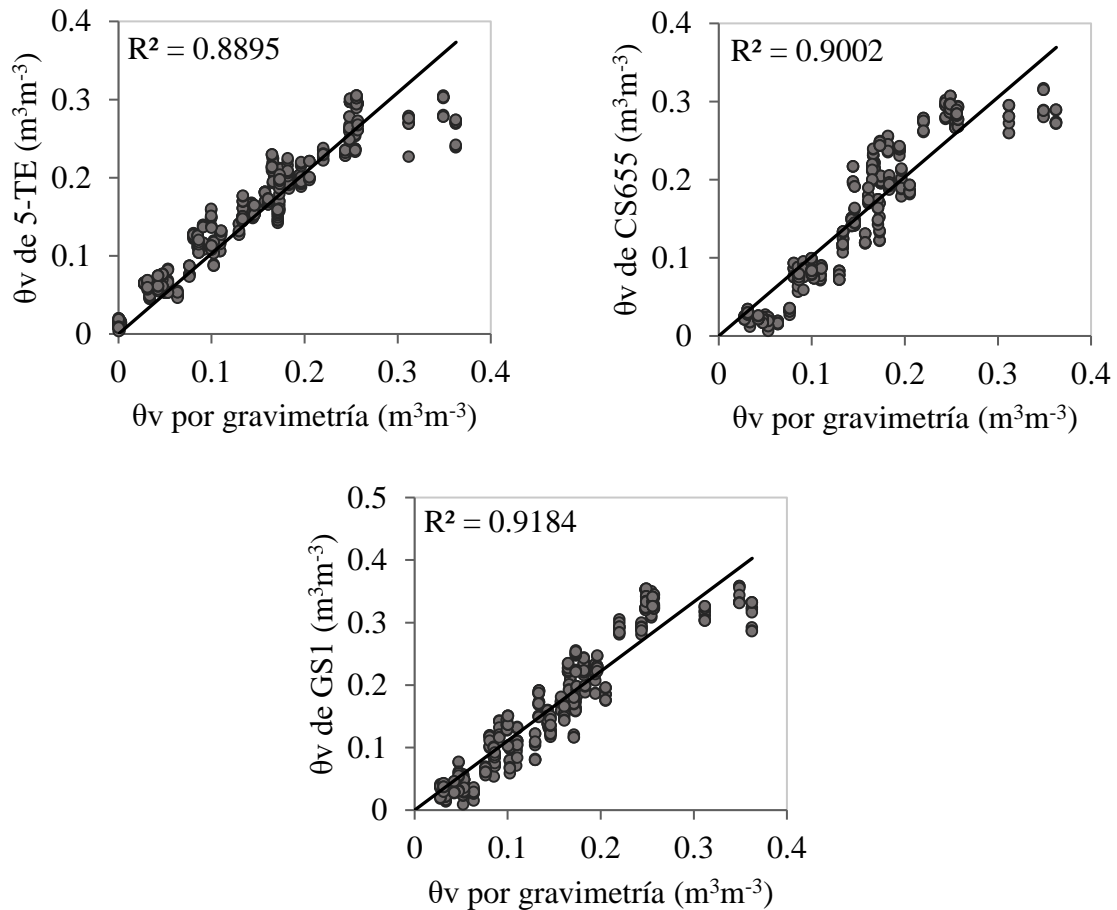 R² = 0.8895
θv de 5-TE (m³m⁻³)
0.4
0.3
0.2
0.1
0
0 0.1 0.2 0.3 0.4
θv por gravimetría (m³m⁻³)
R² = 0.9002
θv de CS655 (m³m⁻³)
0.4
0.3
0.2
0.1
0
0 0.1 0.2 0.3 0.4
θv por gravimetría (m³m⁻³)
R² = 0.9184
θv de GS1 (m³m⁻³)
0.5
0.4
0.3
0.2
0.1
0
0 0.1 0.2 0.3 0.4
θv por gravimetría (m³m⁻³)